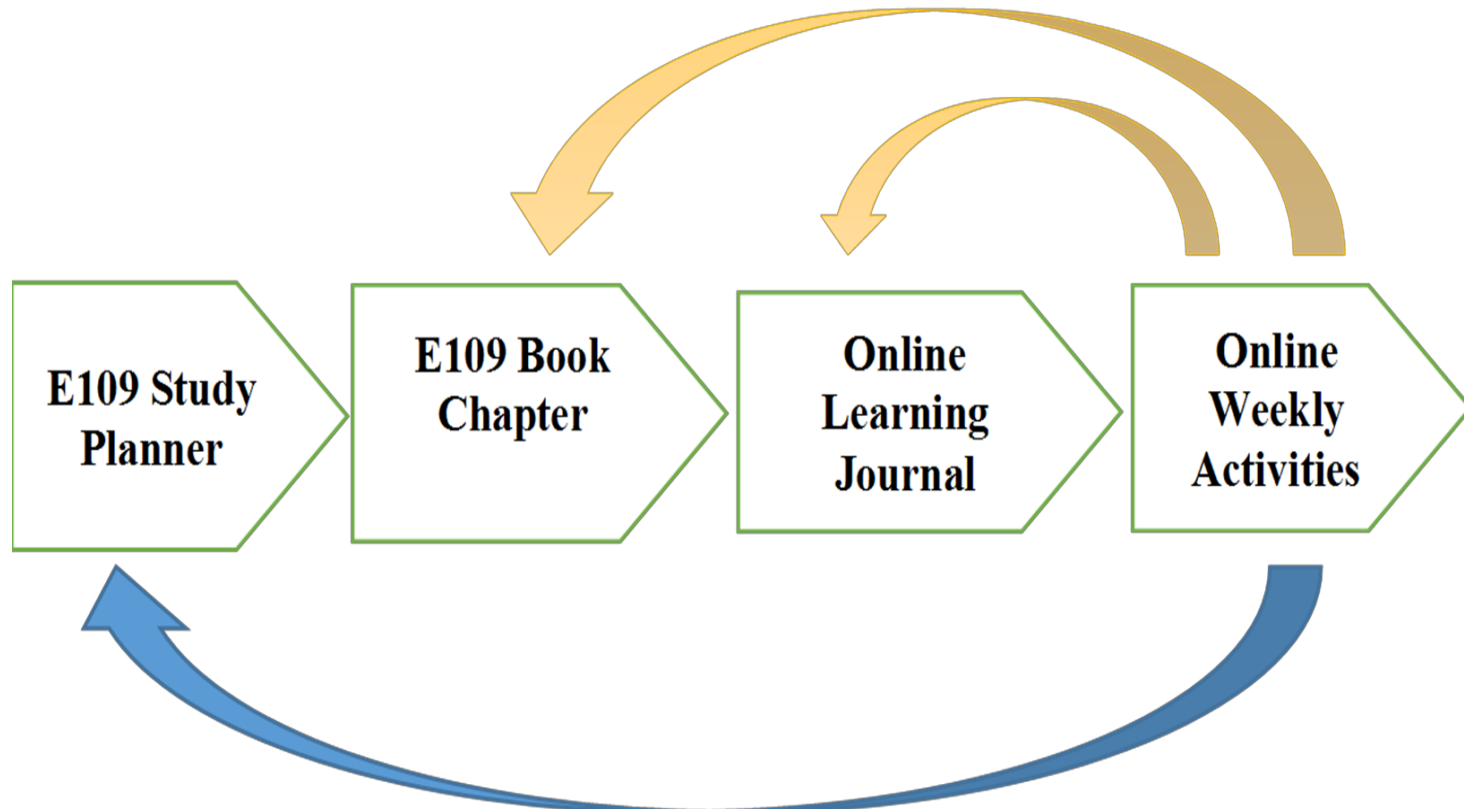 E109 Study
Planner
E109 Book
Chapter
Online
Learning
Journal
Online
Weekly
Activities